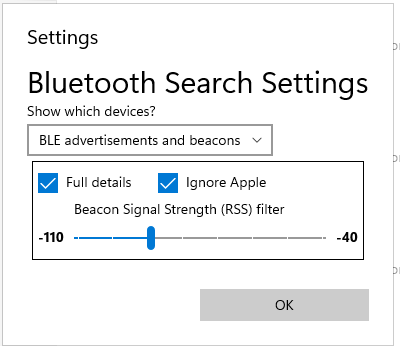 Settings
Bluetooth Search Settings
Show which devices?
BLE advertisements and beacons
Full details Ignore Apple
Beacon Signal Strength (RSS) filter
-110 -40
OK